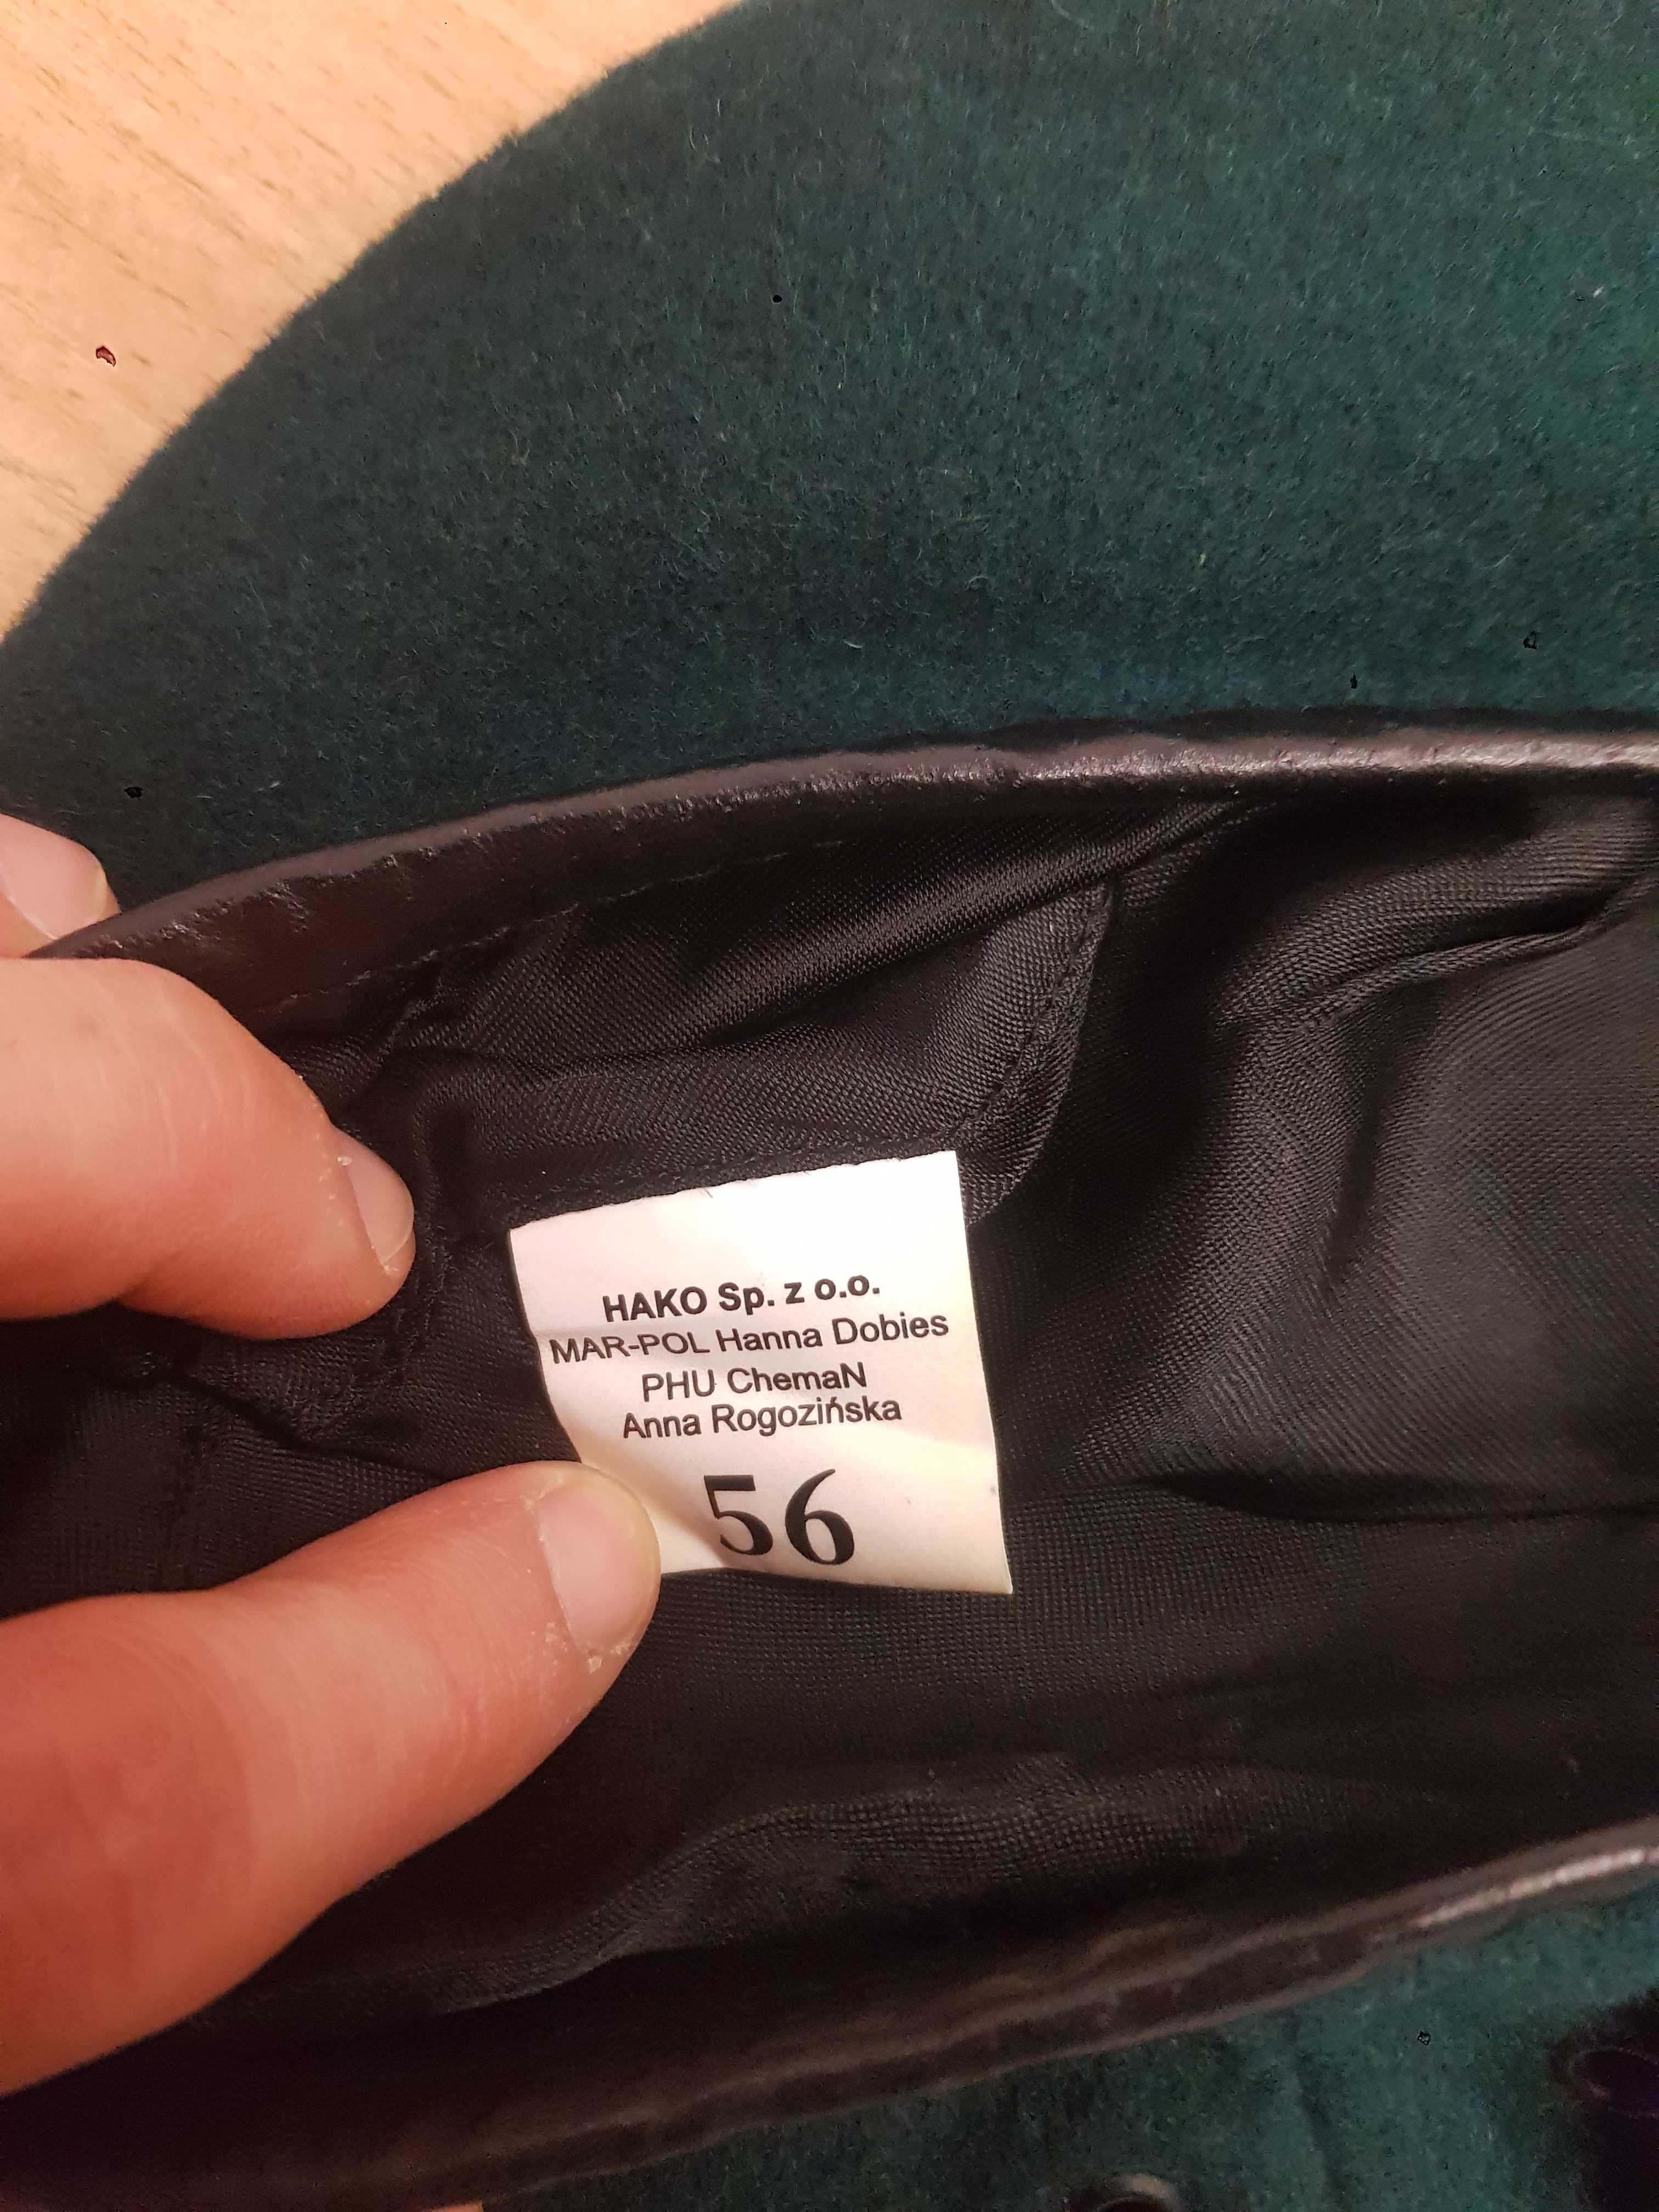 HAKO Sp. z o.o.
MAR-POL Hanna Dobies
PHU ChemaN
Anna Rogozińska
56